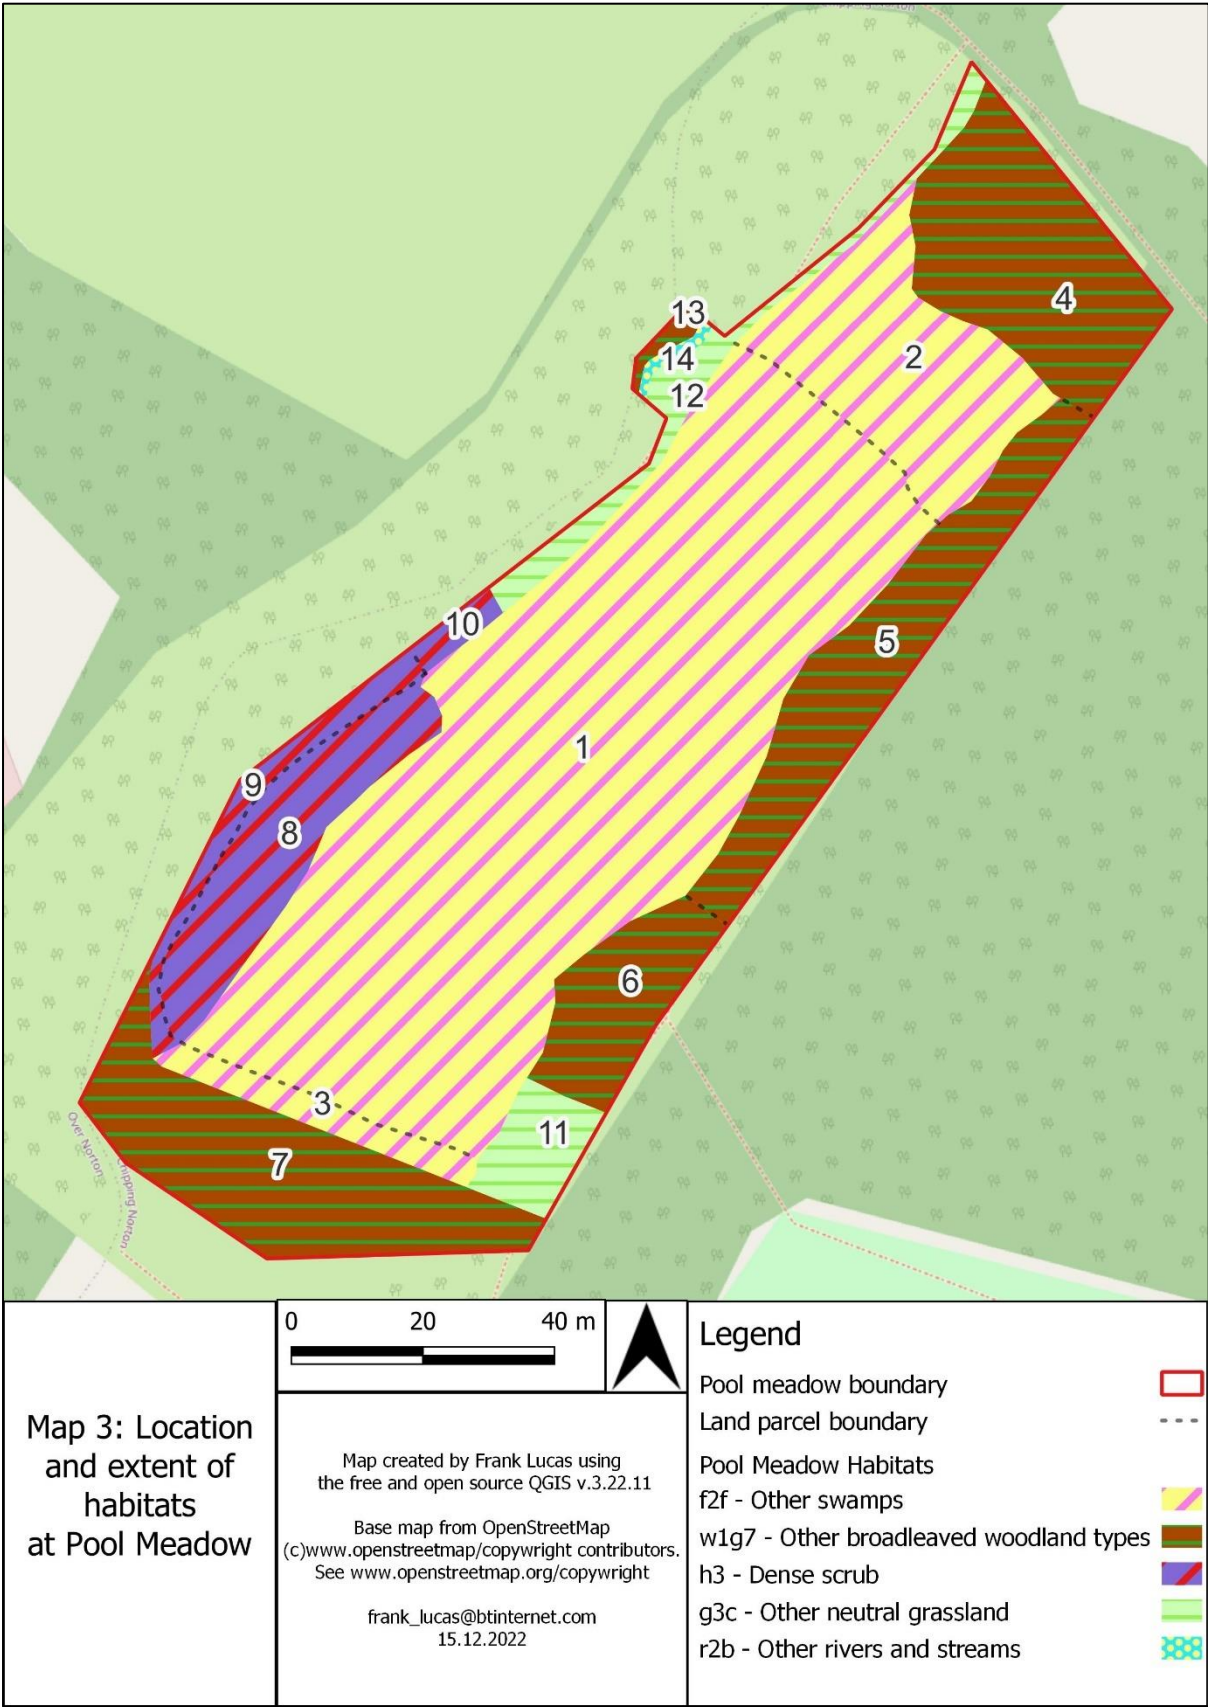 Chipping Norton
13
4
14
2
12
5
10
1
9
8
6
3
11
7
Over Norton
Chipping Norton
0 20 40 m
Map 3: Location
and extent of
habitats
at Pool Meadow
Map created by Frank Lucas using
the free and open source QGIS v.3.22.11
Base map from OpenStreetMap
(c)www.openstreetmap/copywright contributors.
See www.openstreetmap.org/copywright
frank_lucas@btinternet.com
15.12.2022
Legend
Pool meadow boundary
Land parcel boundary
Pool Meadow Habitats
f2f - Other swamps
w1g7 - Other broadleaved woodland types
h3 - Dense scrub
g3c - Other neutral grassland
r2b - Other rivers and streams